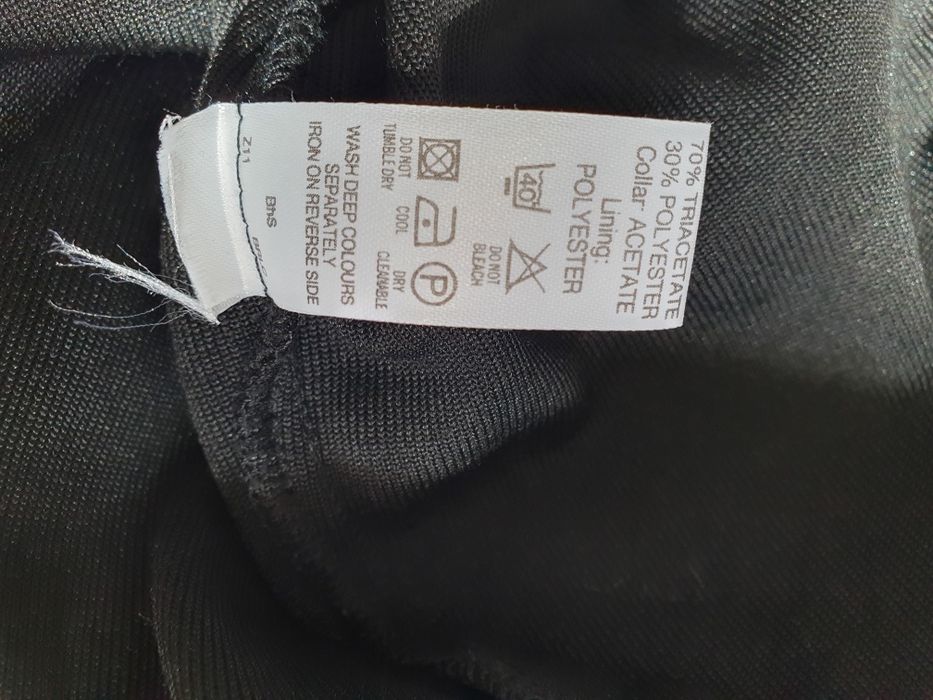 70% TRIACETATE
30% POLYESTER
Collar ACETATE
Lining:
POLYESTER
40
DO NOT
BLEACH
P
DO NOT
TUMBLE DRY
COOL
DRY
CLEANABLE
WASH DEEP COLOURS
SEPARATELY
IRON ON REVERSE SIDE
BhS
Z11